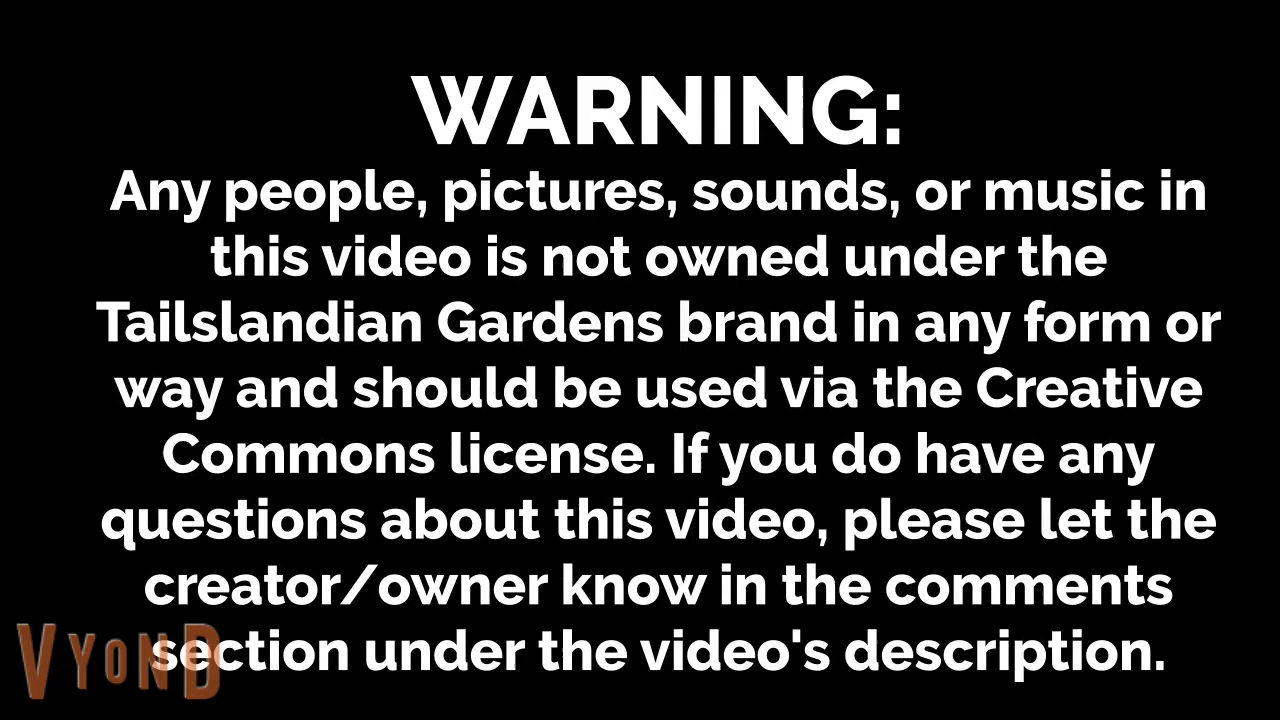 WARNING:
Any people, pictures, sounds, or music in
this video is not owned under the
Tailslandian Gardens brand in any form or
way and should be used via the Creative
Commons license. If you do have any
questions about this video, please let the
creator/owner know in the comments
section under the video's description.
VYOND